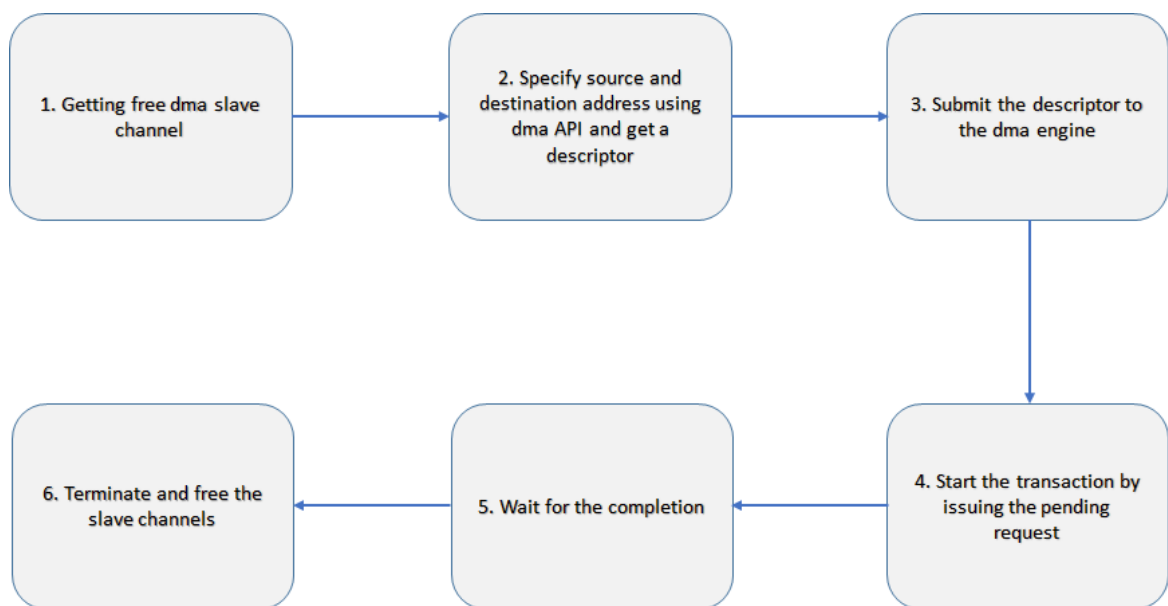 1. Getting free dma slave
channel
2. Specify source and
destination address using
dma API and get a
descriptor
3. Submit the descriptor to
the dma engine
4. Start the transaction by
issuing the pending
request
5. Wait for the completion
6. Terminate and free the
slave channels